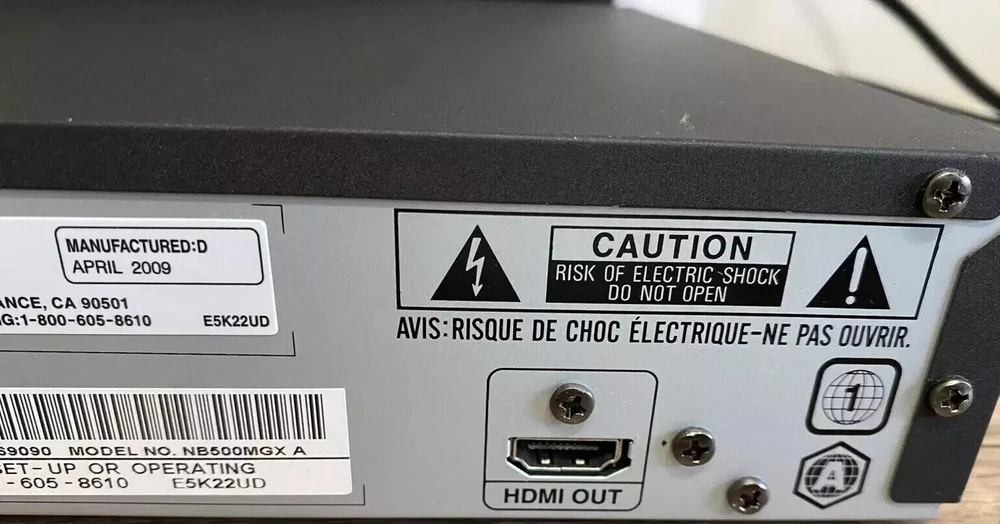 MANUFACTURED:D
APRIL 2009
ANCE, CA 90501
G:1-800-605-8610 E5K22UD
CAUTION
RISK OF ELECTRIC SHOCK
DO NOT OPEN
AVIS: RISQUE DE CHOC ÉLECTRIQUE-NE PAS OUVRIR.
1
A
69090 MODEL NO. NB500MGX A
SET-UP OR OPERATING
-605-8610 E5K22UD
HDMI OUT